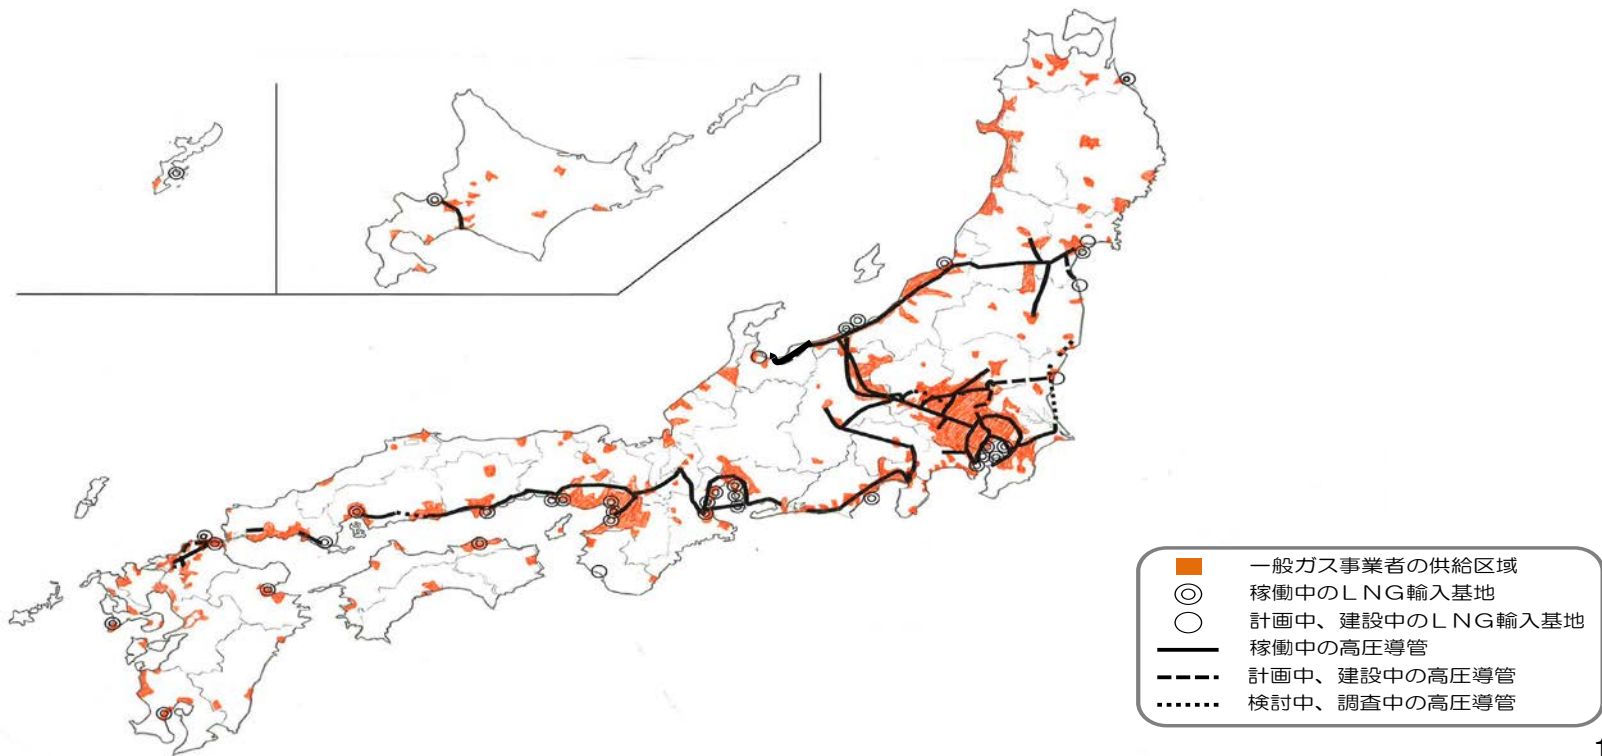 一般ガス事業者の供給区域
稼働中のＬＮＧ輸入基地
計画中、建設中のＬＮＧ輸入基地
稼働中の高圧導管
計画中、建設中の高圧導管
検討中、調査中の高圧導管